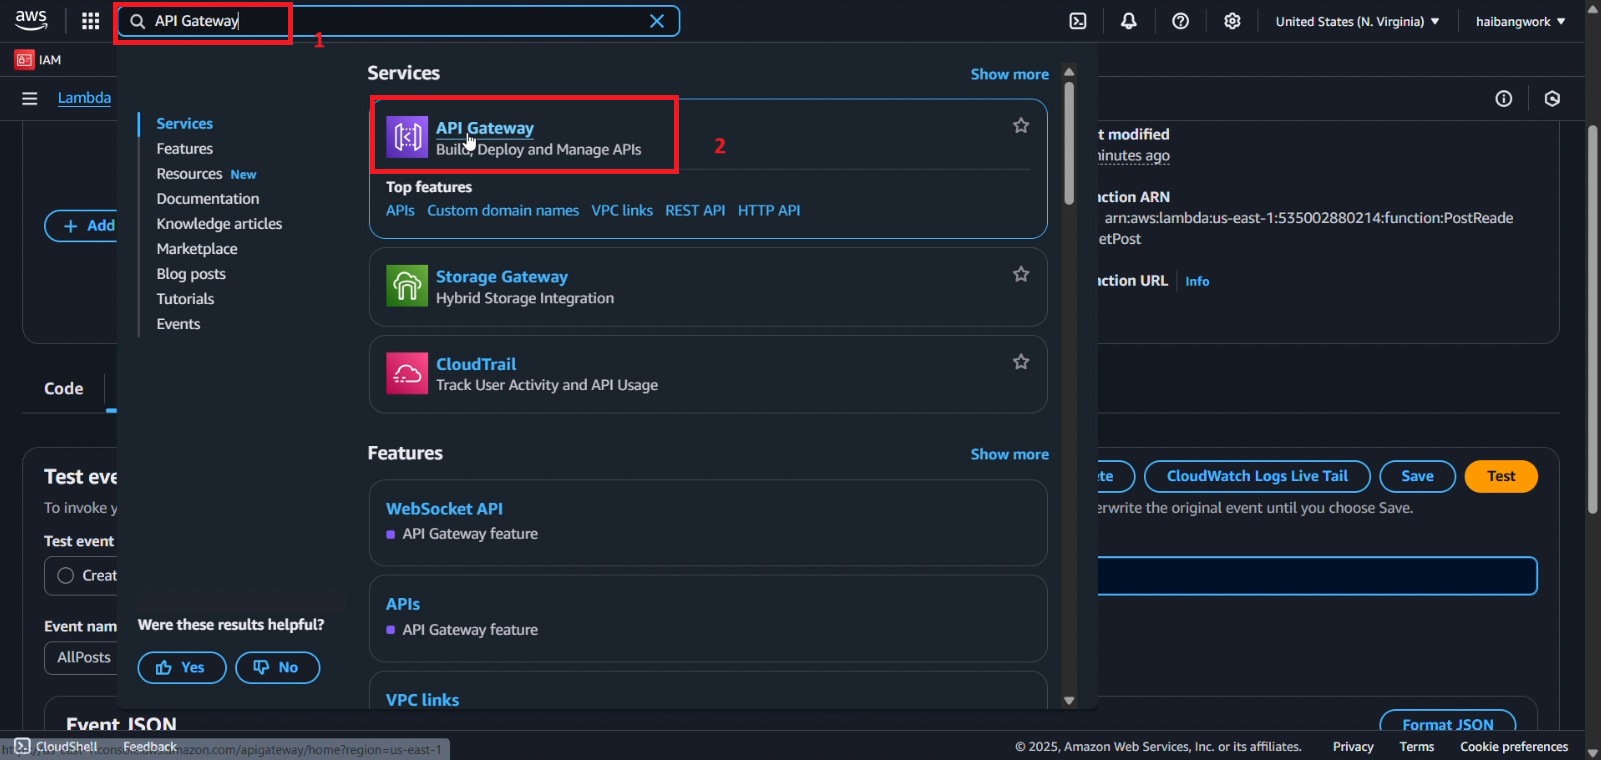 aws
API Gateway
1
United States (N. Virginia)
haibangwork
IAM
Lambda
Services
Show more
Services
Features
Resources New
Documentation
Knowledge articles
Marketplace
Blog posts
Tutorials
Events
API Gateway
Build, Deploy and Manage APIs
2
Top features
APIs Custom domain names VPC links REST API HTTP API
Storage Gateway
Hybrid Storage Integration
CloudTrail
Track User Activity and API Usage
Features
Show more
WebSocket API
API Gateway feature
APIs
API Gateway feature
VPC links
Were these results helpful?
Yes
No
t modified
inutes ago
nction ARN
arn:aws:lambda:us-east-1:535002880214:function:PostReade
etPost
nction URL
Info
+ Add
Code
Test eve
To invoke y
Test event
Creat
Event nam
AllPosts
Event JSON
te
CloudWatch Logs Live Tail
Save
Test
erwrite the original event until you choose Save.
Format JSON
CloudShell
Feedback
amazon.com/apigateway/home?region=us-east-1
© 2025, Amazon Web Services, Inc. or its affiliates.
Privacy
Terms
Cookie preferences